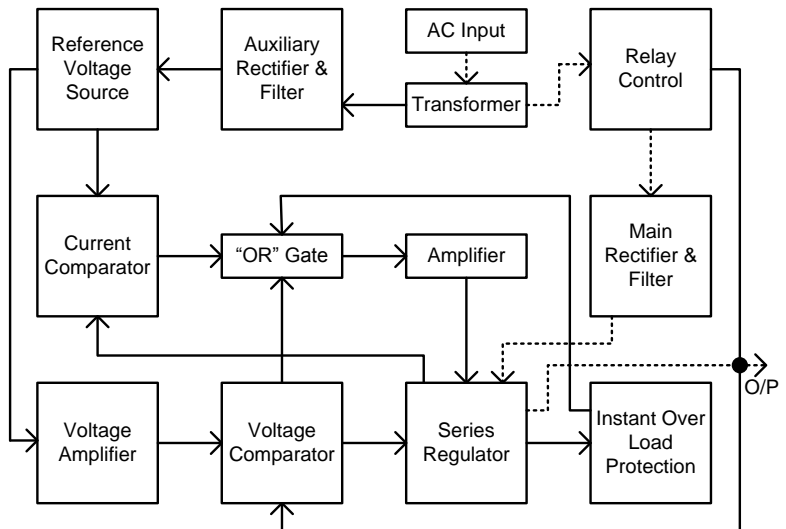 Reference
Voltage
Source
Auxiliary
Rectifier &
Filter
AC Input
Transformer
Relay
Control
Current
Comparator
“OR” Gate
Amplifier
Main
Rectifier &
Filter
O/P
Voltage
Amplifier
Voltage
Comparator
Series
Regulator
Instant Over
Load
Protection